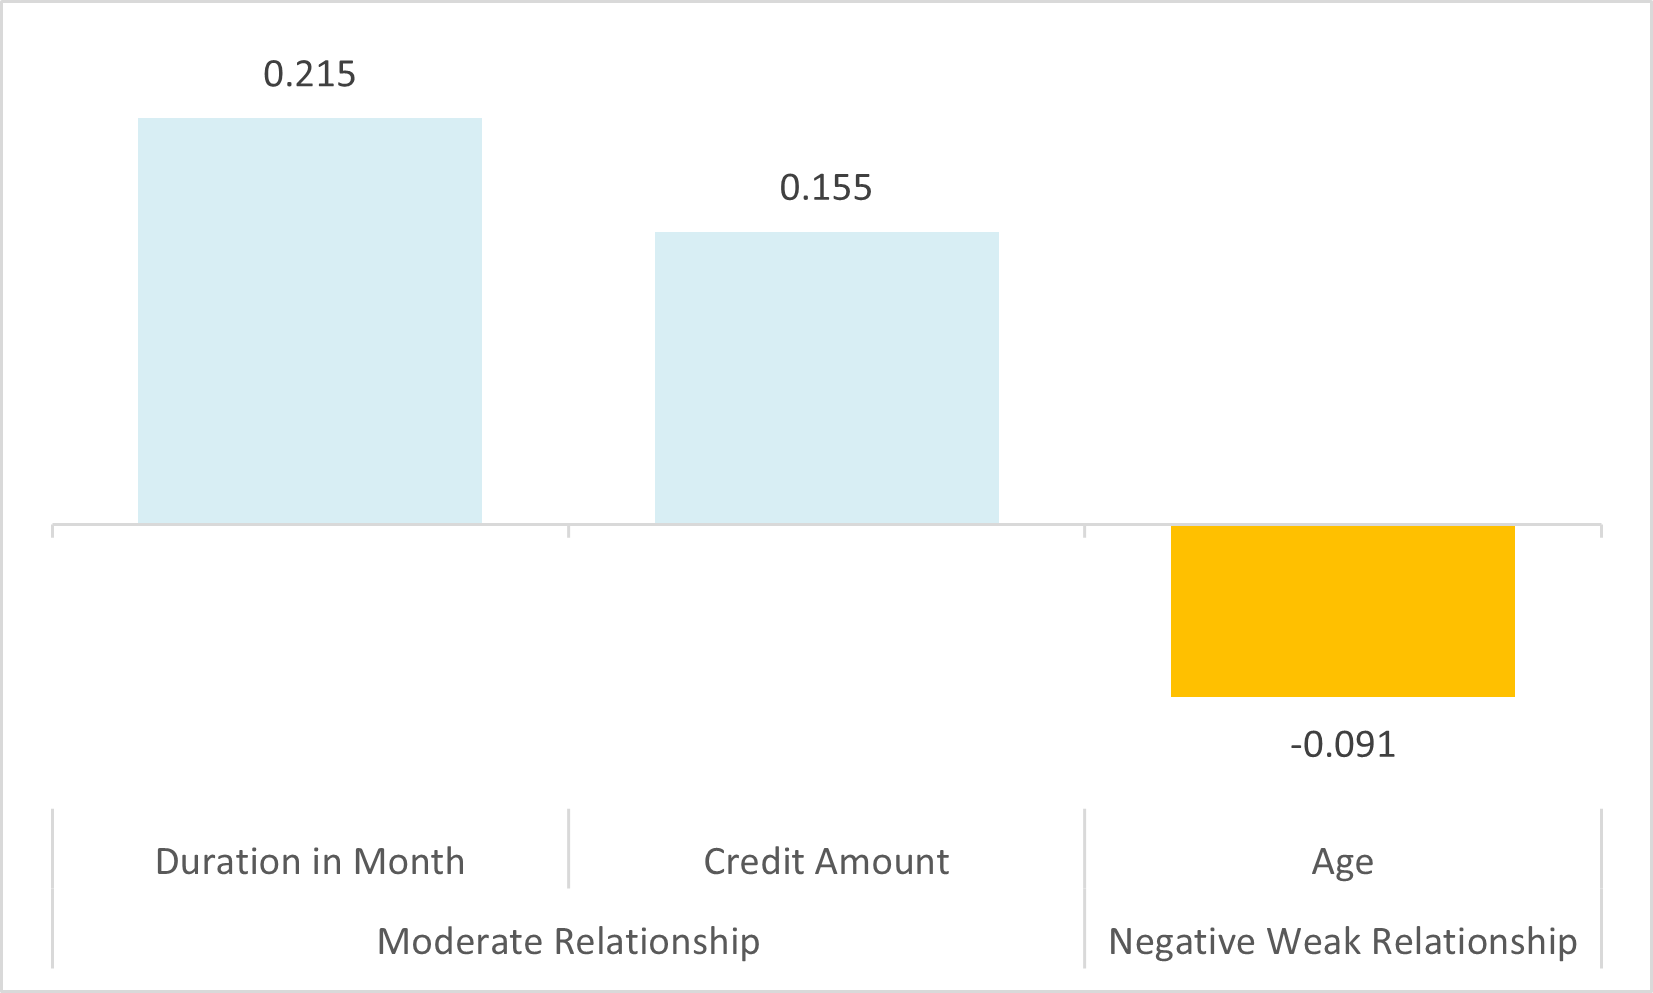 0.215
0.155
-0.091
Duration in Month
Credit Amount
Age
Moderate Relationship
Negative Weak Relationship